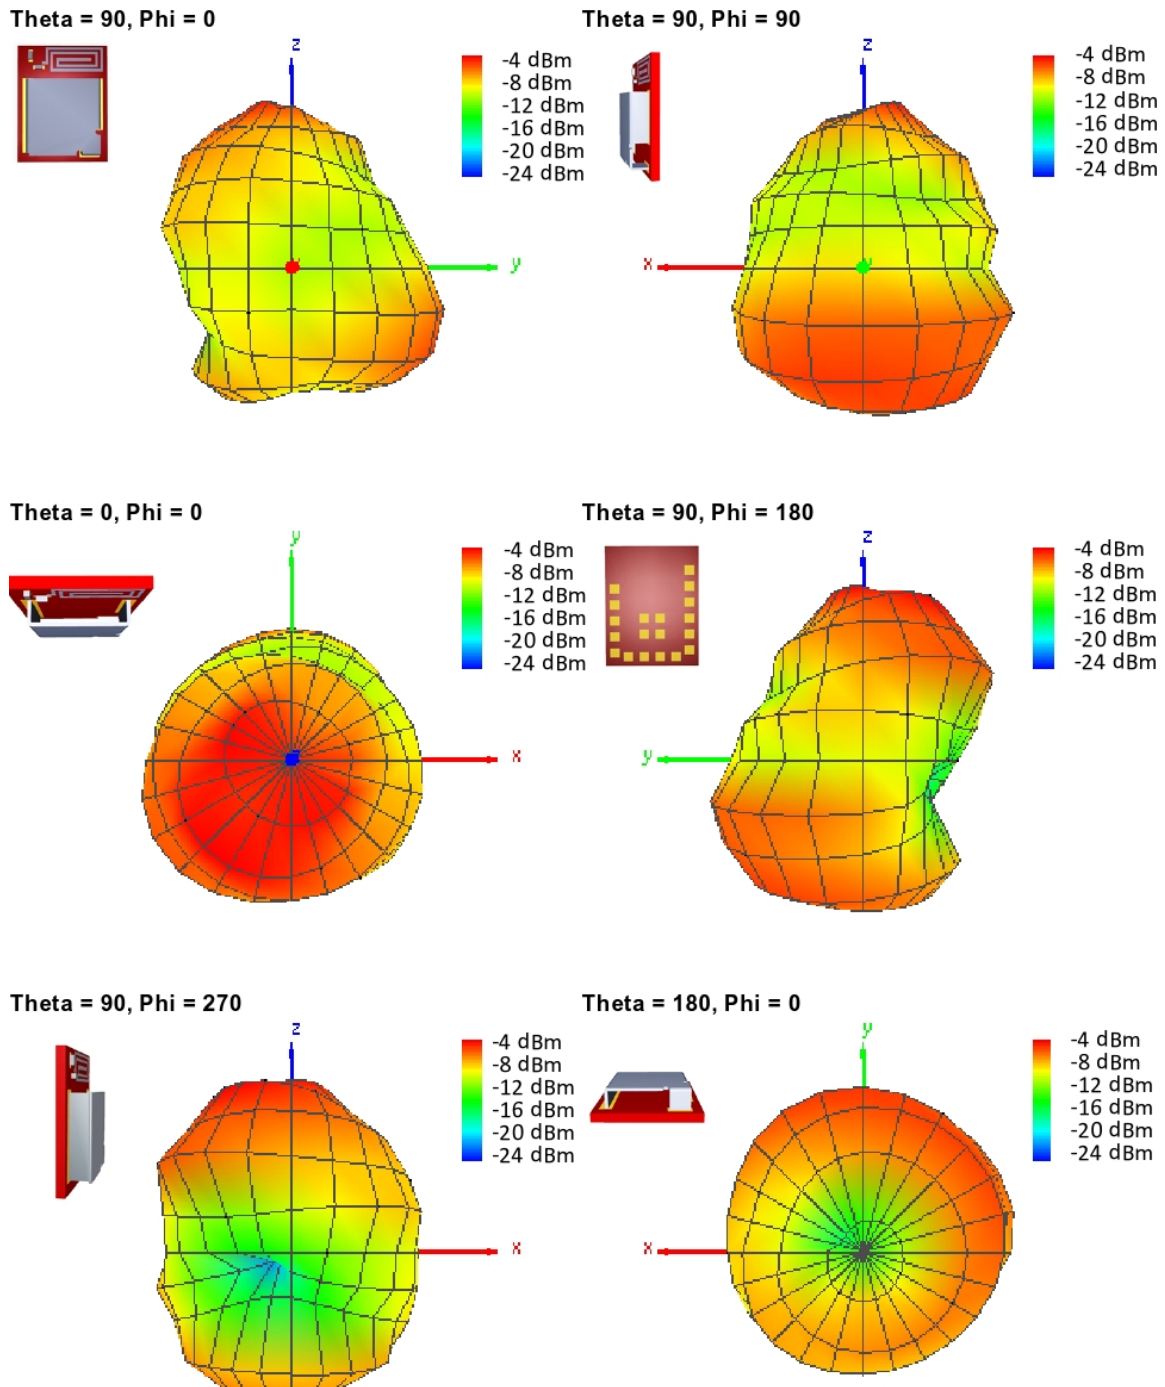 Theta = 90, Phi = 0
z
-4 dBm
-8 dBm
-12 dBm
-16 dBm
-20 dBm
-24 dBm
y
Theta = 90, Phi = 90
z
-4 dBm
-8 dBm
-12 dBm
-16 dBm
-20 dBm
-24 dBm
x
Theta = 0, Phi = 0
y
-4 dBm
-8 dBm
-12 dBm
-16 dBm
-20 dBm
-24 dBm
x
Theta = 90, Phi = 180
z
-4 dBm
-8 dBm
-12 dBm
-16 dBm
-20 dBm
-24 dBm
y
Theta = 90, Phi = 270
z
-4 dBm
-8 dBm
-12 dBm
-16 dBm
-20 dBm
-24 dBm
x
Theta = 180, Phi = 0
y
-4 dBm
-8 dBm
-12 dBm
-16 dBm
-20 dBm
-24 dBm
x